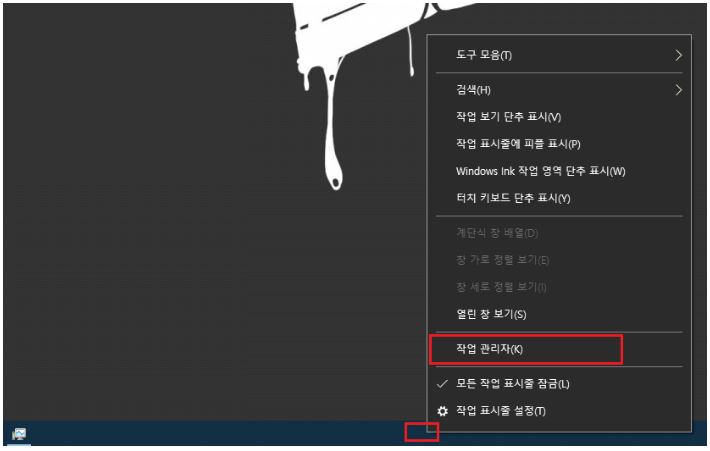 도구 모음(T)
검색(H)
작업 보기 단추 표시(V)
작업 표시줄에 피플 표시(P)
Windows Ink 작업 영역 단추 표시(W)
터치 키보드 단추 표시(Y)
계단식 창 배열(D)
창 가로 정렬 보기(E)
창 세로 정렬 보기(I)
열린 창 보기(S)
작업 관리자(K)
모든 작업 표시줄 잠금(L)
작업 표시줄 설정(T)